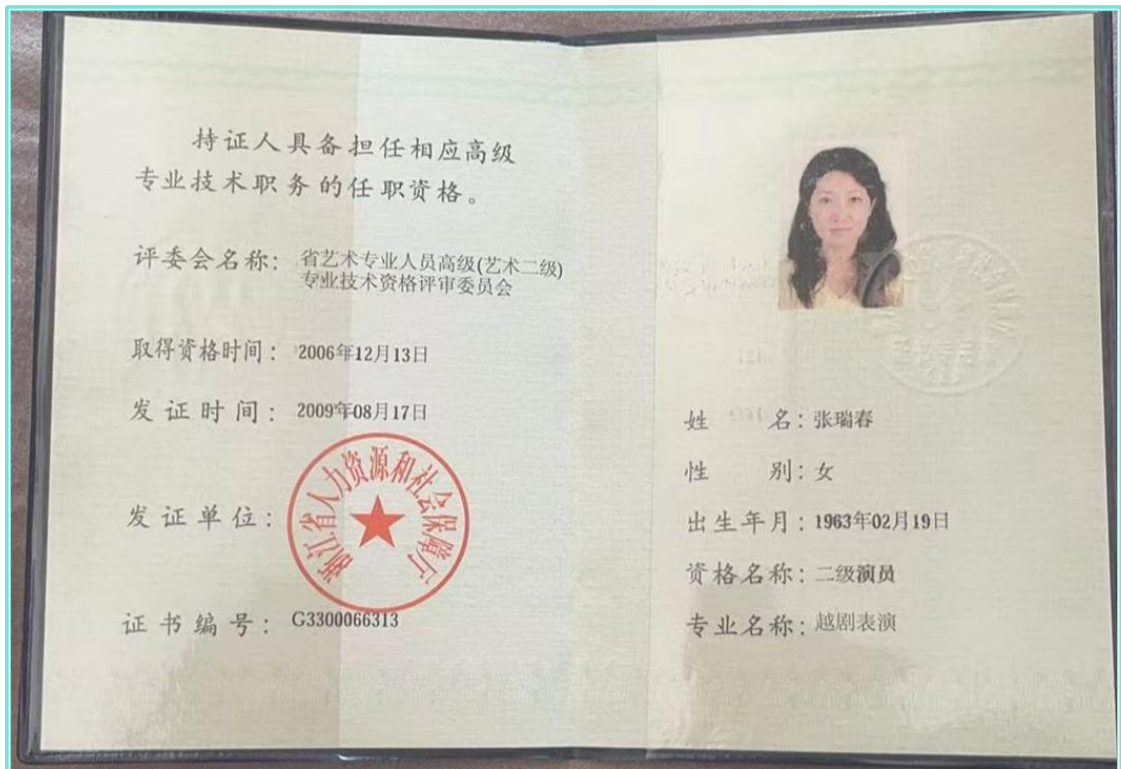 持证人具备担任相应高级
专业技术职务的任职资格。
评委会名称：省艺术专业人员高级(艺术二级)
专业技术资格评审委员会
取得资格时间：2006年12月13日
发证时间：2009年08月17日
发证单位：
浙江省人力资源和社会保障厅
证书编号：G3300066313
姓 名：张瑞春
性 别：女
出生年月：1963年02月19日
资格名称：二级演员
专业名称：越剧表演